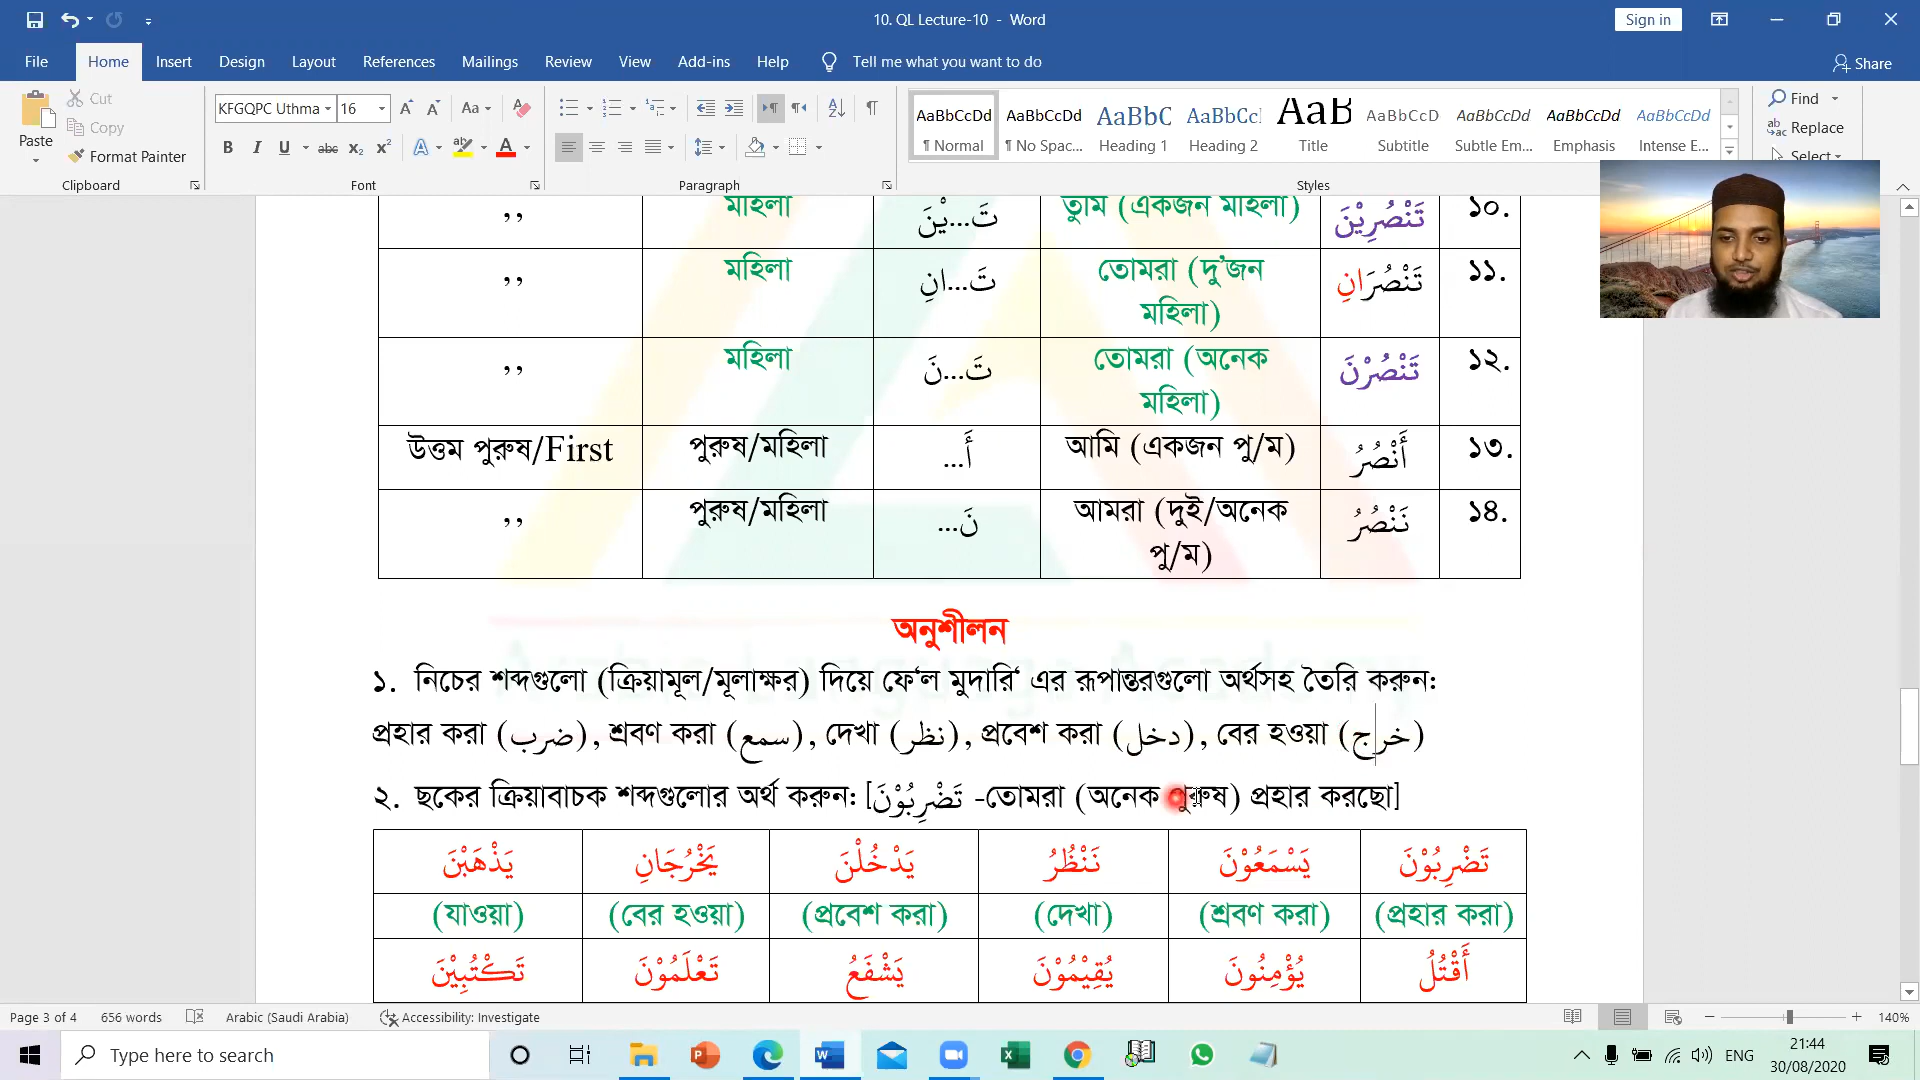 10. QL Lecture-10 - Word
Sign in
File Home Insert Design Layout References Mailings Review View Add-ins Help Tell me what you want to do Share
Cut
Copy
Paste
Format Painter
KFGQPC Uthma 16
AaBbCcDd AaBbCcDd AaBbC AaBbCcl AaB AaBbCcD AaBbCcDd AaBbCcDd AaBbCcDd
¶ Normal ¶ No Spac... Heading 1 Heading 2 Title Subtitle Subtle Em... Emphasis Intense E...
Find
Replace
Select
Clipboard Font Paragraph Styles
১০. تَنْصُرِيْنَ তুমি (একজন মহিলা) تَ...يْنَ মহিলা ,,
১১. تَنْصُرَانِ তোমরা (দু'জন মহিলা) تَ...انِ মহিলা ,,
১২. تَنْصُرْنَ তোমরা (অনেক মহিলা) تَ...نَ মহিলা ,,
১৩. أَنْصُرُ আমি (একজন পু/ম) أَ... পুরুষ/মহিলা উত্তম পুরুষ/First
১৪. نَنْصُرُ আমরা (দুই/অনেক পু/ম) نَ... পুরুষ/মহিলা ,,
অনুশীলন
১. নিচের শব্দগুলো (ক্রিয়ামূল/মূলাক্ষর) দিয়ে ফে'ল মুদারি' এর রূপান্তরগুলো অর্থসহ তৈরি করুন:
প্রহার করা (ضرب), শ্রবণ করা (سمع), দেখা (نظر), প্রবেশ করা (دخل), বের হওয়া (خرج)
২. ছকের ক্রিয়াবাচক শব্দগুলোর অর্থ করুন: [تَضْرِبُوْنَ -তোমরা (অনেক পুরুষ) প্রহার করছো]
تَضْرِبُوْنَ يَسْمَعُوْنَ نَنْظُرُ يَدْخُلْنَ يَخْرُجَانِ يَذْهَبْنَ
(প্রহার করা) (শ্রবণ করা) (দেখা) (প্রবেশ করা) (বের হওয়া) (যাওয়া)
أَقْتُلُ يُؤْمِنُوْنَ يُقِيْمُوْنَ يَشْفَعُ تَعْلَمُوْنَ تَكْتُبِيْنَ
Page 3 of 4 656 words Arabic (Saudi Arabia) Accessibility: Investigate 140%
Type here to search
ENG
21:44
30/08/2020